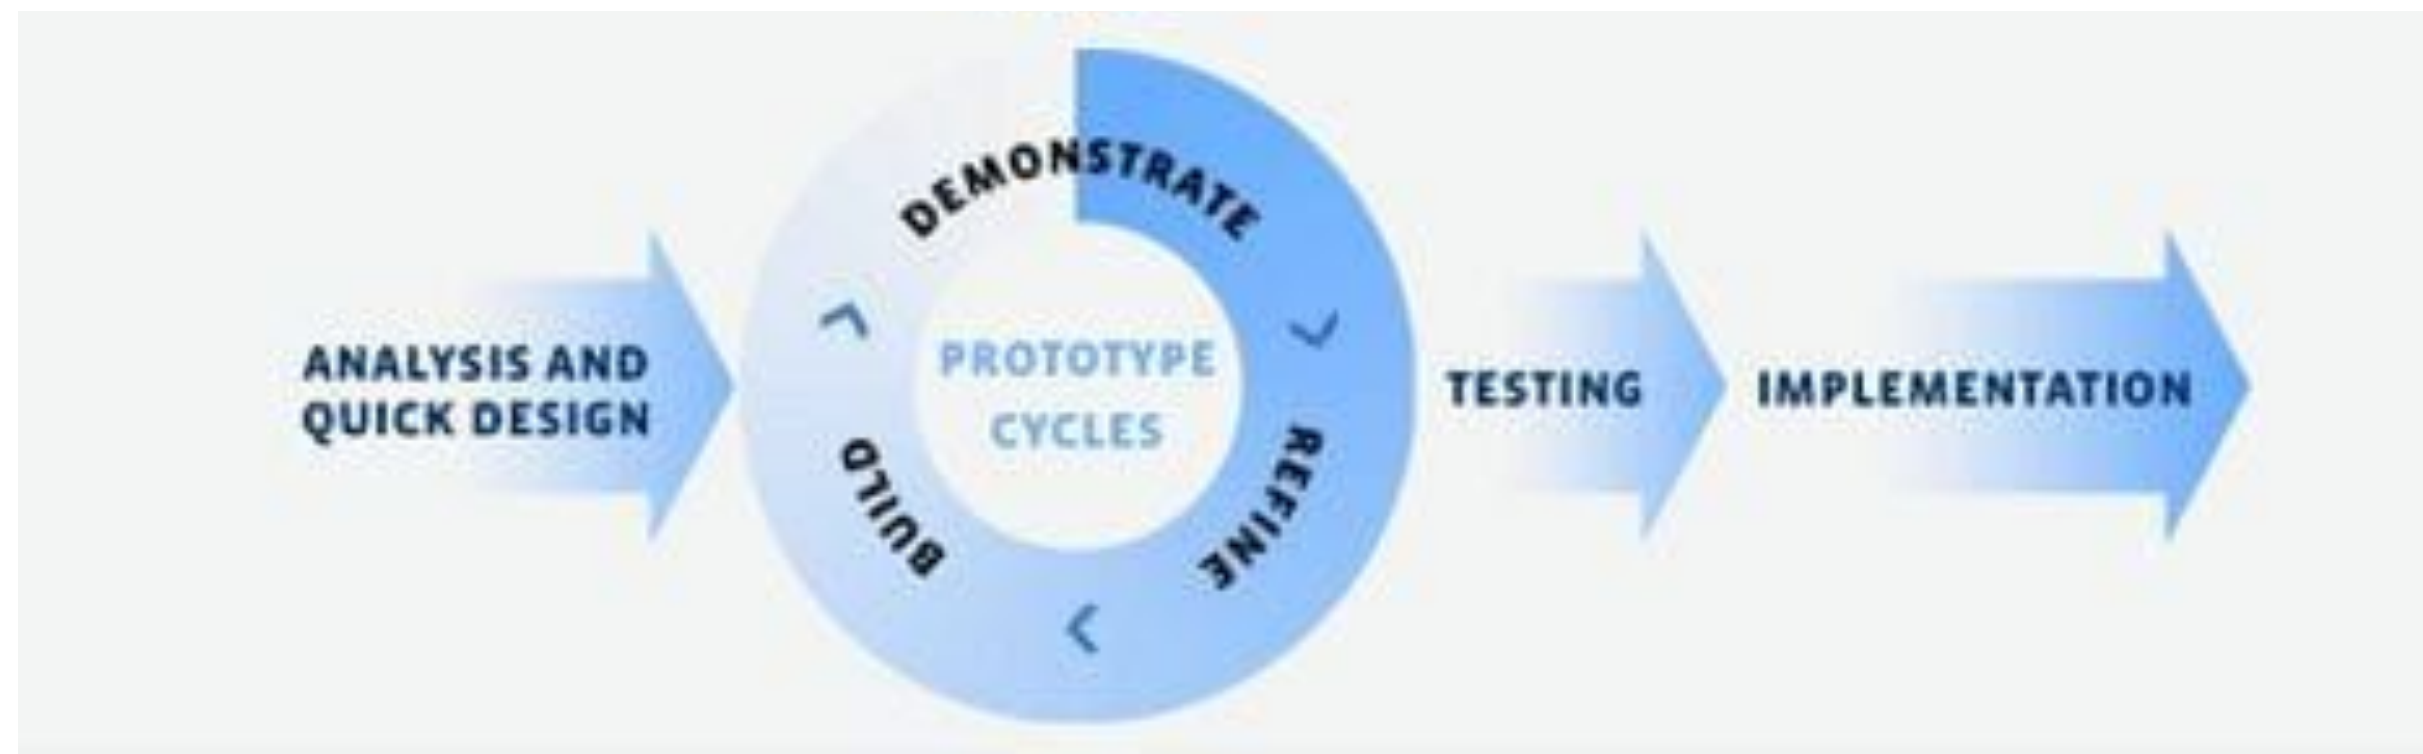 ANALYSIS AND
QUICK DESIGN
DEMONSTRATE
PROTOTYPE
CYCLES
REFINE
BUILD
TESTING
IMPLEMENTATION